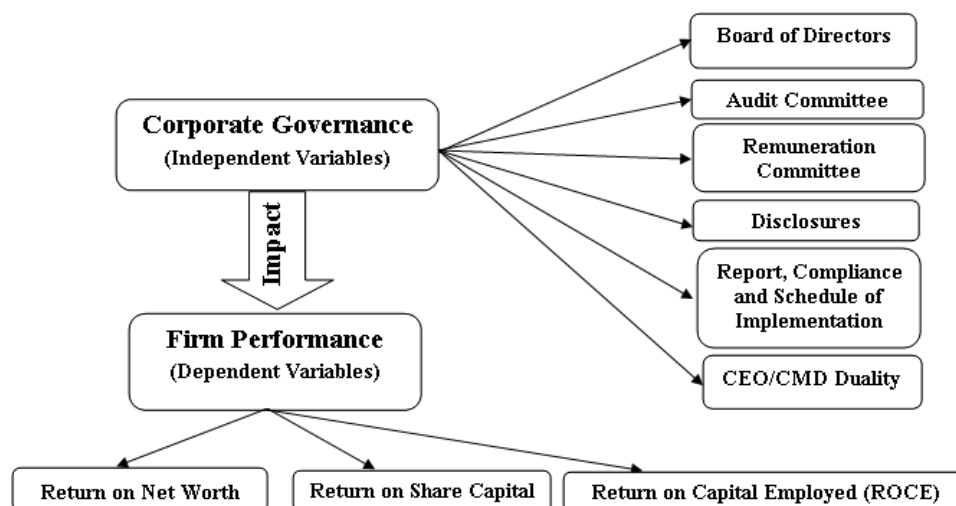 Corporate Governance
(Independent Variables)
Board of Directors
Audit Committee
Remuneration
Committee
Disclosures
Report, Compliance
and Schedule of
Implementation
CEO/CMD Duality
Impact
Firm Performance
(Dependent Variables)
Return on Net Worth
Return on Share Capital
Return on Capital Employed (ROCE)